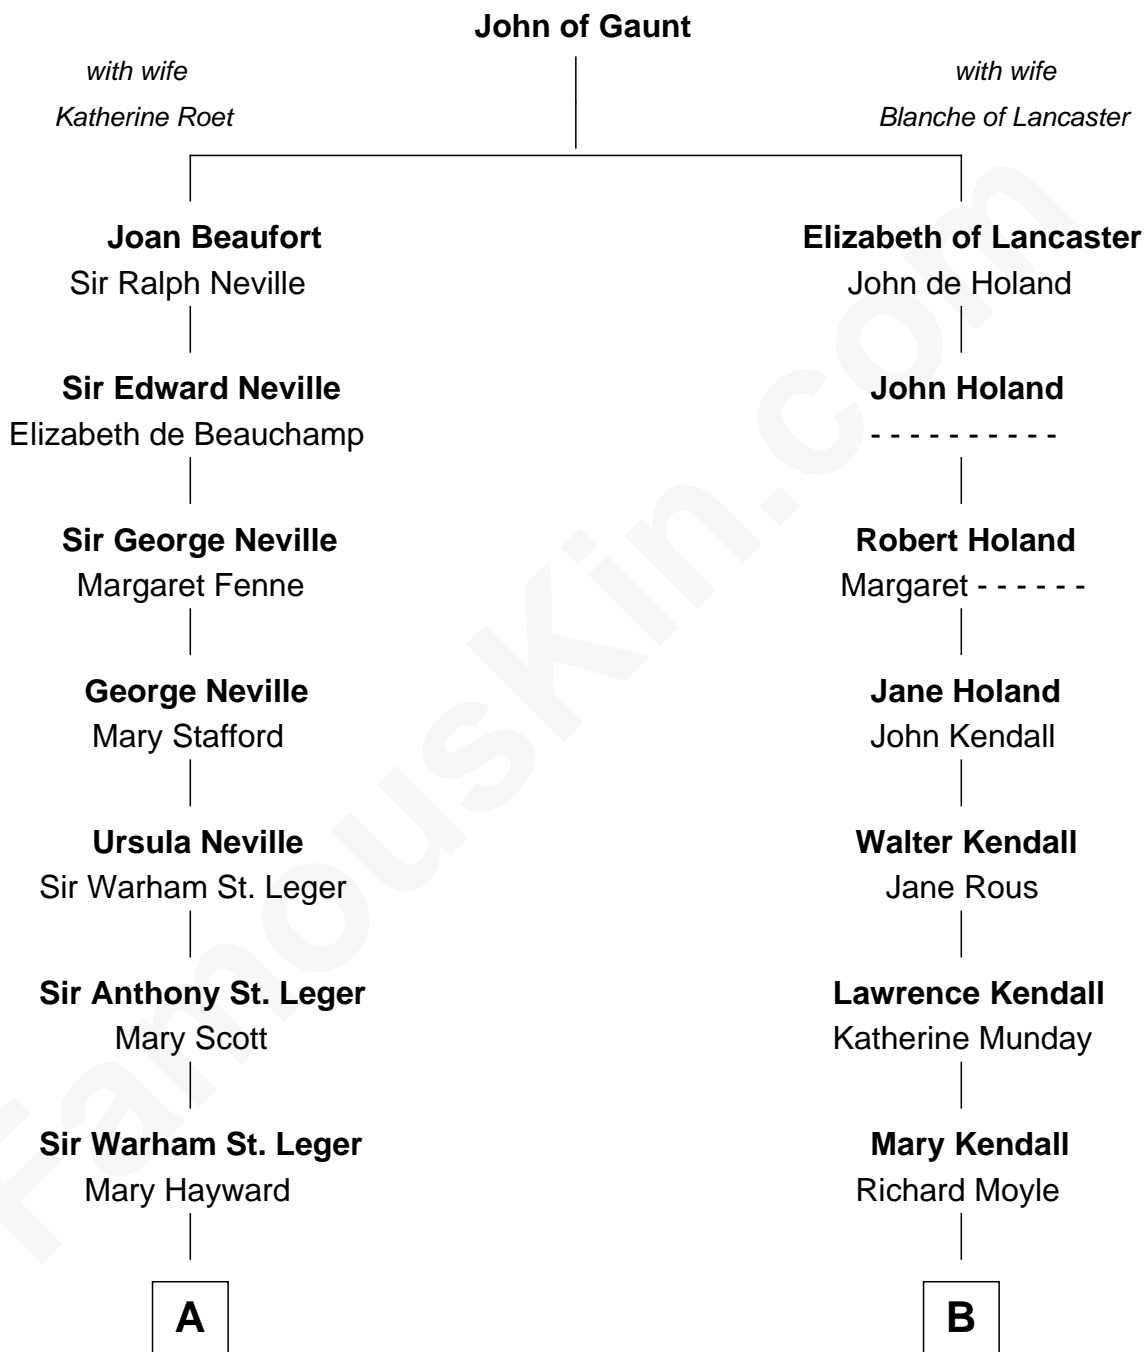 John of Gaunt
with wife
Katherine Roet
with wife
Blanche of Lancaster
Joan Beaufort
Sir Ralph Neville
Elizabeth of Lancaster
John de Holand
Sir Edward Neville
Elizabeth de Beauchamp
John Holand
- - - - - - - - - -
Sir George Neville
Margaret Fenne
Robert Holand
Margaret - - - - - -
George Neville
Mary Stafford
Jane Holand
John Kendall
Ursula Neville
Sir Warham St. Leger
Walter Kendall
Jane Rous
Sir Anthony St. Leger
Mary Scott
Lawrence Kendall
Katherine Munday
Sir Warham St. Leger
Mary Hayward
Mary Kendall
Richard Moyle
A
B
FamousKin.com